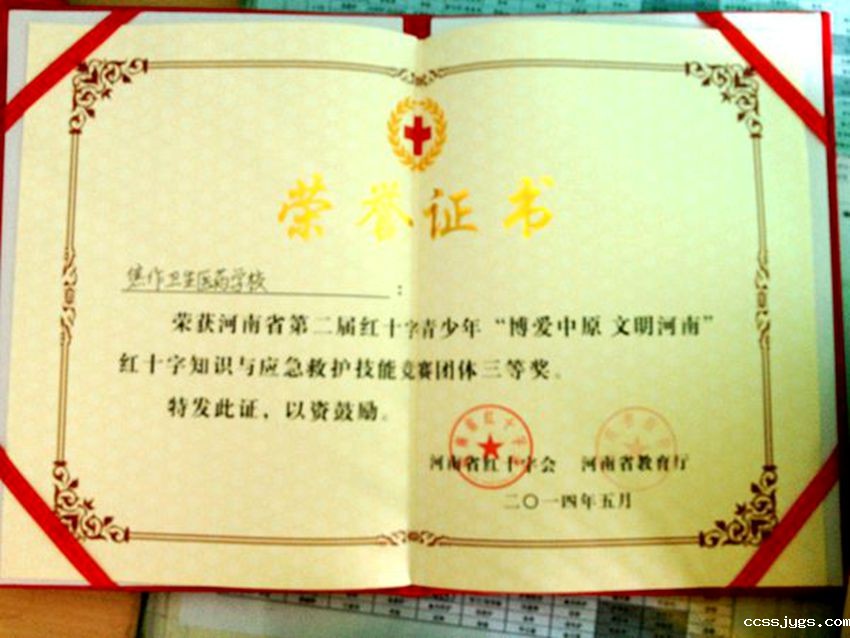 荣誉证书
焦作卫生医药学校：
荣获河南省第二届红十字青少年“博爱中原 文明河南”
红十字知识与应急救护技能竞赛团体三等奖。
特发此证，以资鼓励。
河南省红十字会 河南省教育厅
二〇一四年五月
ccssjygs.com